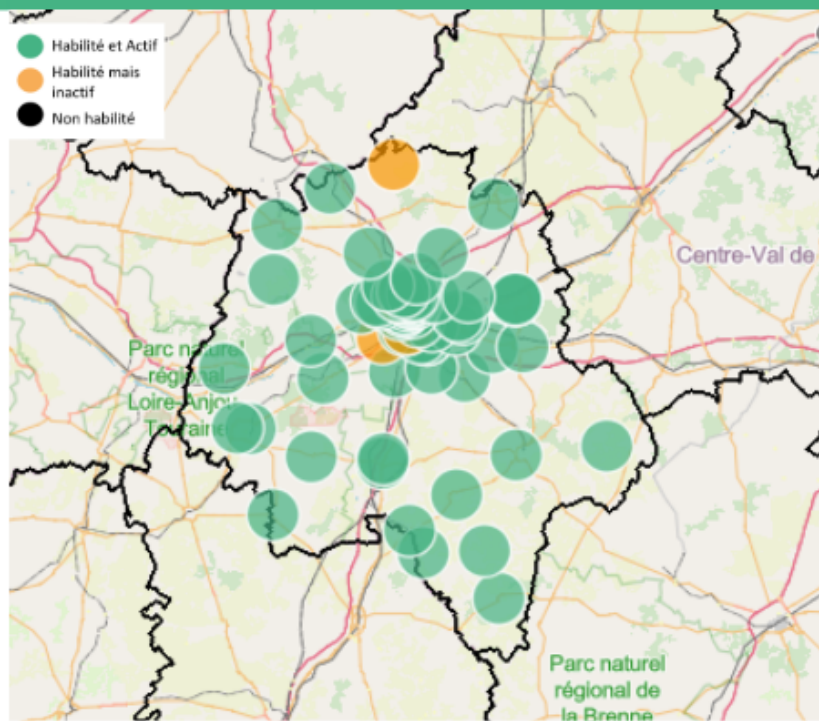 Habilité et Actif
Habilité mais
inactif
Non habilité
Centre-Val de
Parc naturel
régional
Loire-Anjou-
Touraine
Parc naturel
régional de
la Brenne